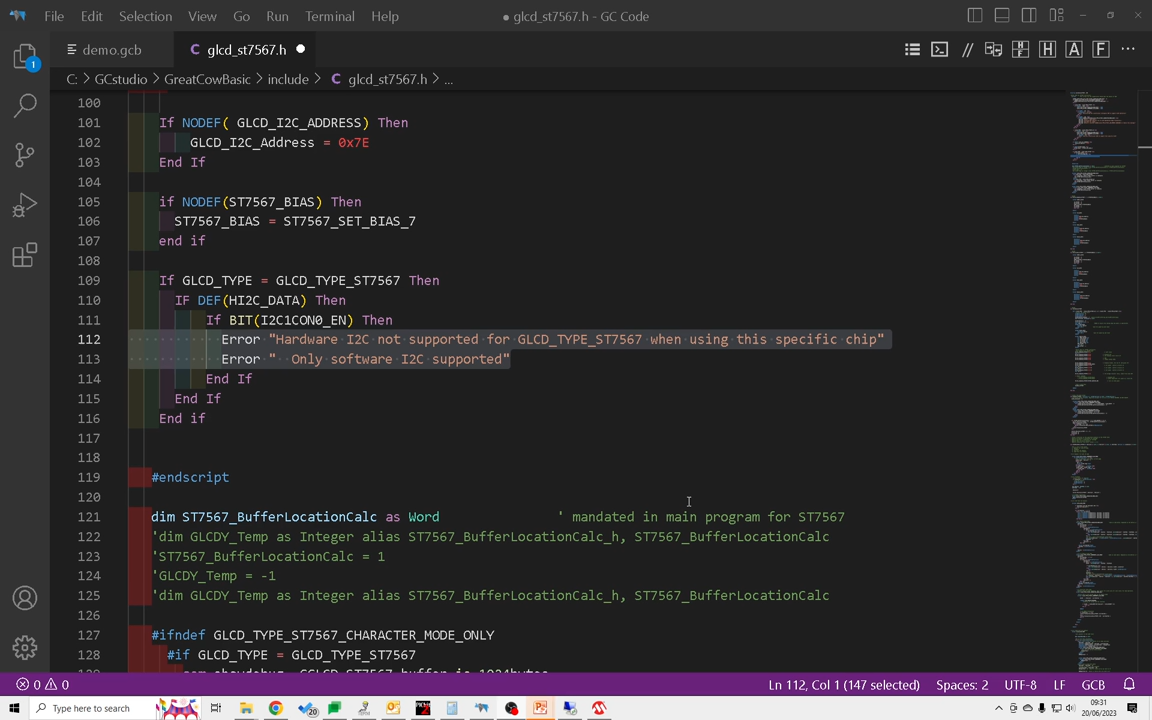 File Edit Selection View Go Run Terminal Help ● glcd_st7567.h - GC Code
demo.gcb C glcd_st7567.h ●
C: > GCstudio > GreatCowBasic > include > C glcd_st7567.h > ...
1
100
101 If NODEF( GLCD_I2C_ADDRESS) Then
102 GLCD_I2C_Address = 0x7E
103 End If
104
105 if NODEF(ST7567_BIAS) Then
106 ST7567_BIAS = ST7567_SET_BIAS_7
107 end if
108
109 If GLCD_TYPE = GLCD_TYPE_ST7567 Then
110 IF DEF(HI2C_DATA) Then
111 If BIT(I2C1CON0_EN) Then
112 Error "Hardware I2C not supported for GLCD_TYPE_ST7567 when using this specific chip"
113 Error "  Only software I2C supported"
114 End If
115 End If
116 End if
117
118
119 #endscript
120
121 dim ST7567_BufferLocationCalc as Word ' mandated in main program for ST7567
122 'dim GLCDY_Temp as Integer alias ST7567_BufferLocationCalc_h, ST7567_BufferLocationCalc
123 'ST7567_BufferLocationCalc = 1
124 'GLCDY_Temp = -1
125 'dim GLCDY_Temp as Integer alias ST7567_BufferLocationCalc_h, ST7567_BufferLocationCalc
126
127 #ifndef GLCD_TYPE_ST7567_CHARACTER_MODE_ONLY
128 #if GLCD_TYPE = GLCD_TYPE_ST7567
0 0 Ln 112, Col 1 (147 selected) Spaces: 2 UTF-8 LF GCB
Type here to search 20 09:31
20/06/2023